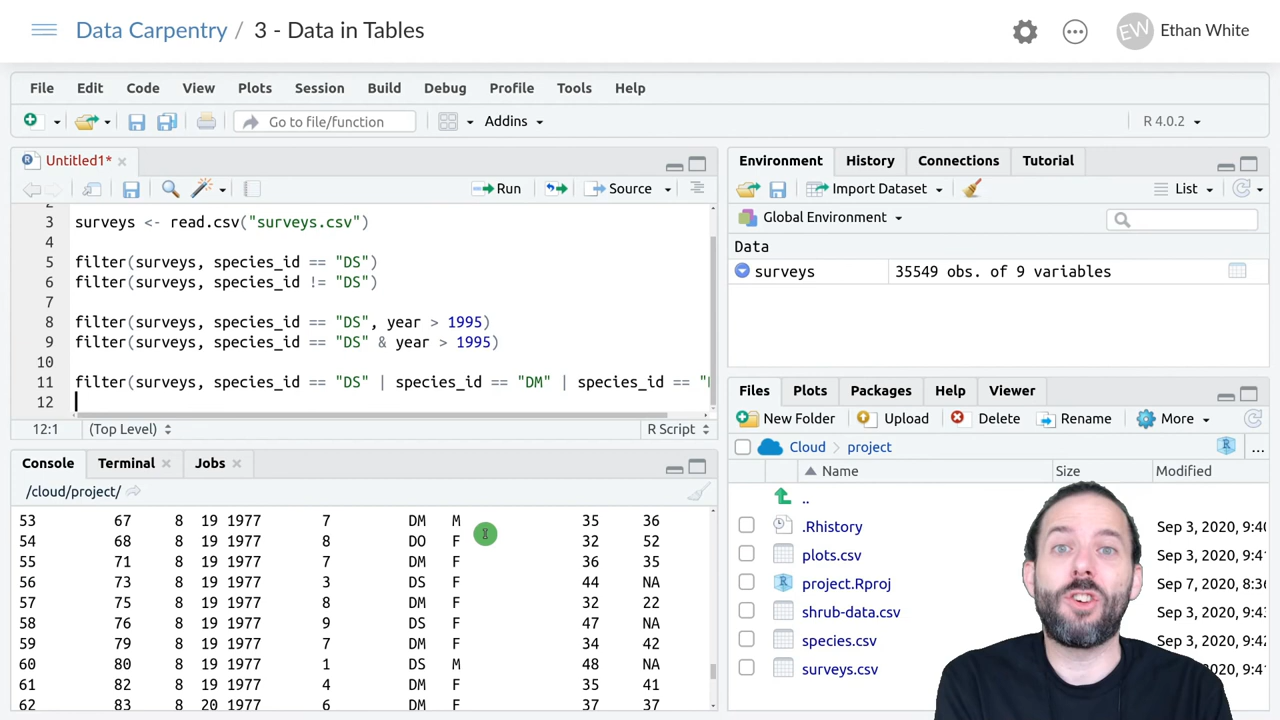 Data Carpentry / 3 - Data in Tables
EW Ethan White
File Edit Code View Plots Session Build Debug Profile Tools Help
Go to file/function Addins R 4.0.2
Untitled1*
Run Source
3 surveys <- read.csv("surveys.csv")
4
5 filter(surveys, species_id == "DS")
6 filter(surveys, species_id != "DS")
7
8 filter(surveys, species_id == "DS", year > 1995)
9 filter(surveys, species_id == "DS" & year > 1995)
10
11 filter(surveys, species_id == "DS" | species_id == "DM" | species_id == "
12
12:1 (Top Level) R Script
Console Terminal Jobs
/cloud/project/
53 67 8 19 1977 7 DM M 35 36
54 68 8 19 1977 8 DO F 32 52
55 71 8 19 1977 7 DM F 36 35
56 73 8 19 1977 3 DS F 44 NA
57 75 8 19 1977 8 DM F 32 22
58 76 8 19 1977 9 DS F 47 NA
59 79 8 19 1977 7 DM F 34 42
60 80 8 19 1977 1 DS M 48 NA
61 82 8 19 1977 4 DM F 35 41
62 83 8 20 1977 6 DM F 37 37
Environment History Connections Tutorial
Import Dataset List
Global Environment
Data
surveys 35549 obs. of 9 variables
Files Plots Packages Help Viewer
New Folder Upload Delete Rename More
Cloud project ...
Name Size Modified
..
.Rhistory Sep 3, 2020, 9:40
plots.csv Sep 3, 2020, 9:41
project.Rproj Sep 7, 2020, 8:36
shrub-data.csv Sep 3, 2020, 9:4
species.csv Sep 3, 2020, 9:42
surveys.csv 2020, 9:41